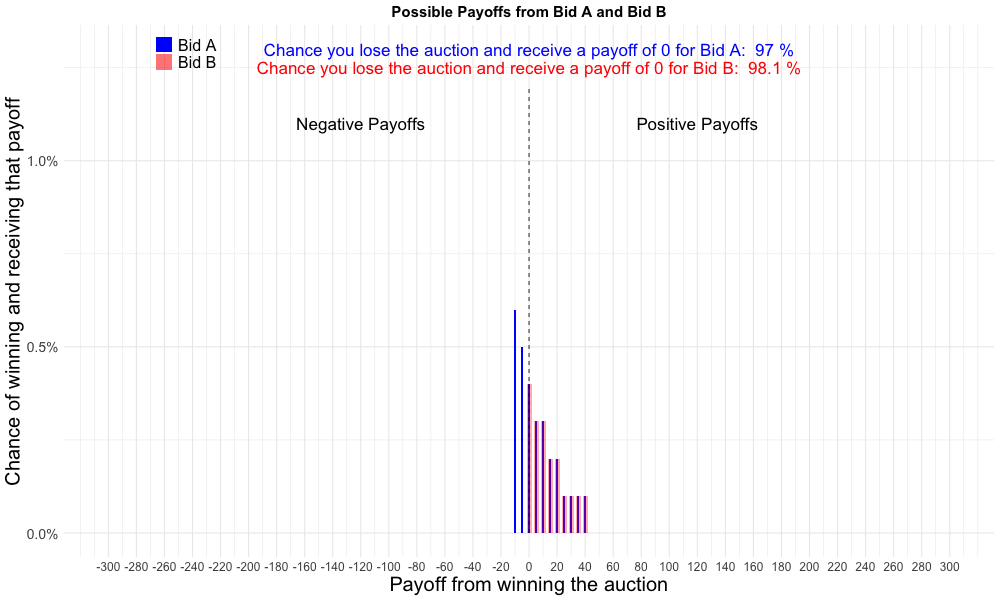 Possible Payoffs from Bid A and Bid B
Bid A
Bid B
Chance you lose the auction and receive a payoff of 0 for Bid A:  97 %
Chance you lose the auction and receive a payoff of 0 for Bid B:  98.1 %
Negative Payoffs
Positive Payoffs
Chance of winning and receiving that payoff
1.0%
0.5%
0.0%
-300 -280 -260 -240 -220 -200 -180 -160 -140 -120 -100 -80 -60 -40 -20 0 20 40 60 80 100 120 140 160 180 200 220 240 260 280 300
Payoff from winning the auction